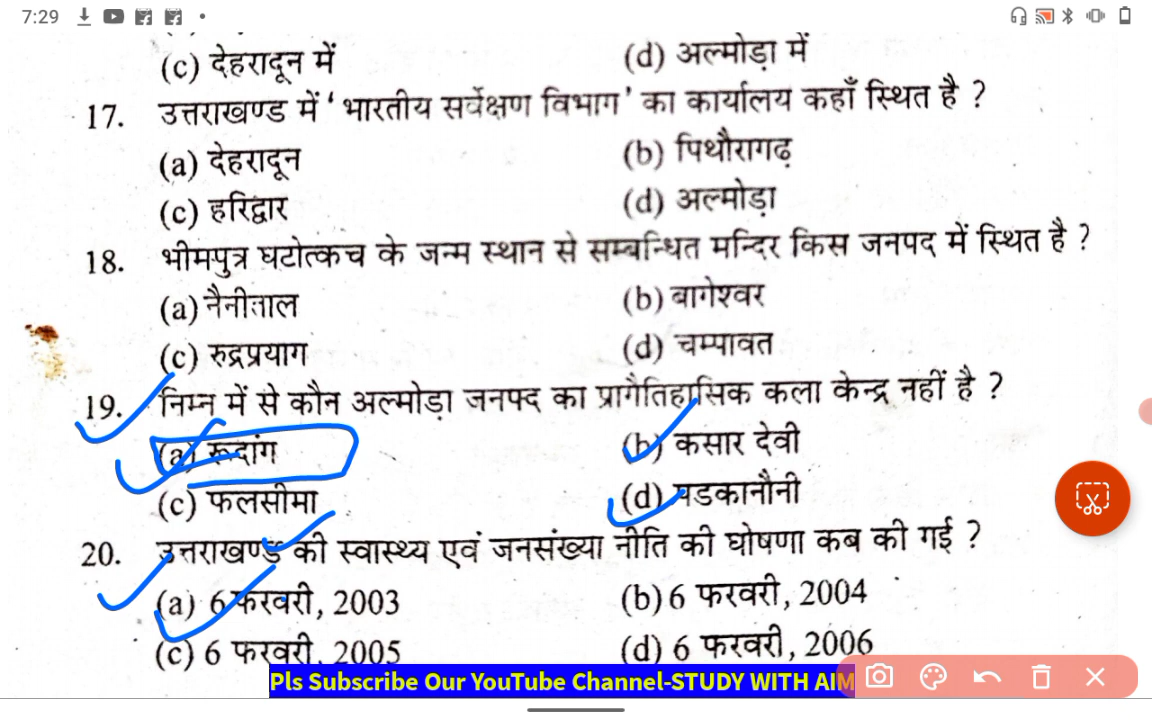 7:29
(c) देहरादून में (d) अल्मोड़ा में
17. उत्तराखण्ड में ' भारतीय सर्वेक्षण विभाग ' का कार्यालय कहाँ स्थित है ?
(a) देहरादून (b) पिथौरागढ़
(c) हरिद्वार (d) अल्मोड़ा
18. भीमपुत्र घटोत्कच के जन्म स्थान से सम्बन्धित मन्दिर किस जनपद में स्थित है ?
(a) नैनीताल (b) बागेश्वर
(c) रुद्रप्रयाग (d) चम्पावत
19. निम्न में से कौन अल्मोड़ा जनपद का प्रागैतिहासिक कला केन्द्र नहीं है ?
(a) रूदांग (b) कसार देवी
(c) फलसीमा (d) पडकानौनी
20. उत्तराखण्ड की स्वास्थ्य एवं जनसंख्या नीति की घोषणा कब की गई ?
(a) 6 फरवरी, 2003 (b) 6 फरवरी, 2004
(c) 6 फरवरी, 2005 (d) 6 फरवरी, 2006
Pls Subscribe Our YouTube Channel-STUDY WITH AIM